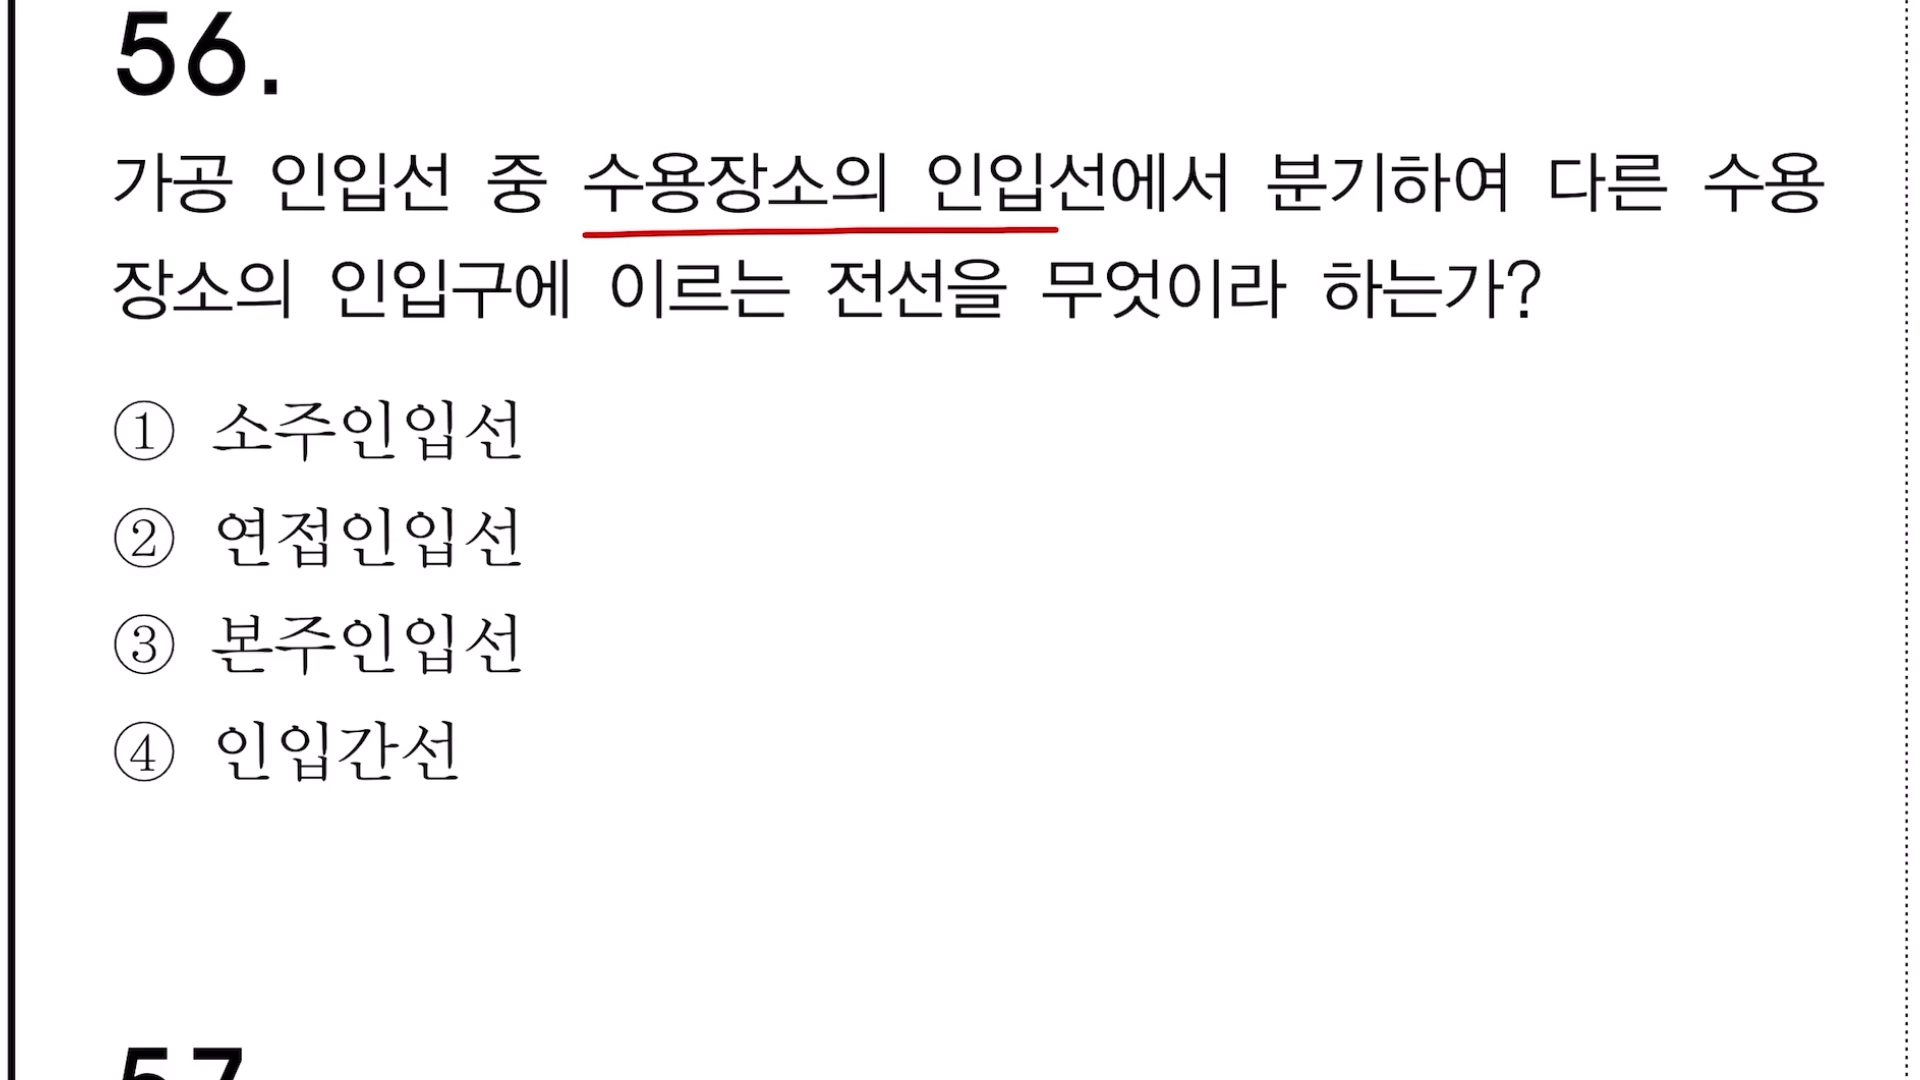 56.
가공 인입선 중 수용장소의 인입선에서 분기하여 다른 수용
장소의 인입구에 이르는 전선을 무엇이라 하는가?
① 소주인입선
② 연접인입선
③ 본주인입선
④ 인입간선
57